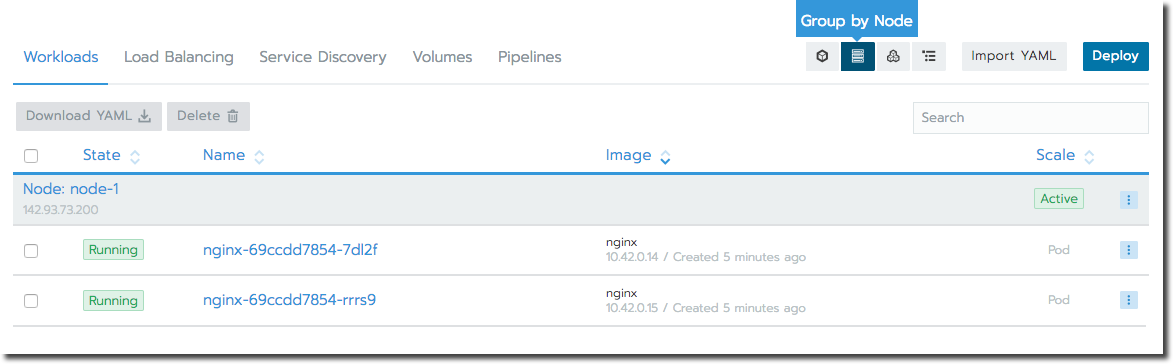 Group by Node
Workloads Load Balancing Service Discovery Volumes Pipelines Import YAML Deploy
Download YAML Delete Search
State Name Image Scale
Node: node-1 Active
142.93.73.200
Running nginx-69ccdd7854-7dl2f nginx Pod
10.42.0.14 / Created 5 minutes ago
Running nginx-69ccdd7854-rrrs9 nginx Pod
10.42.0.15 / Created 5 minutes ago